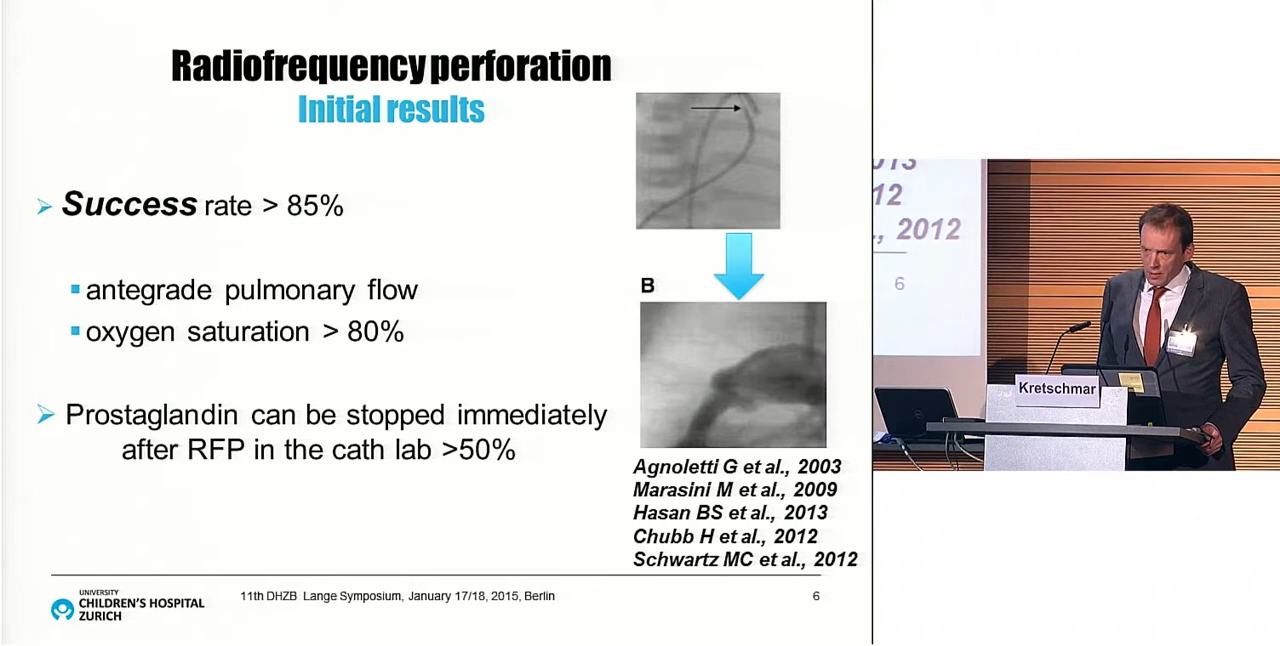 Radiofrequency perforation
Initial results
Success rate > 85%
antegrade pulmonary flow
oxygen saturation > 80%
Prostaglandin can be stopped immediately
after RFP in the cath lab >50%
B
Agnoletti G et al., 2003
Marasini M et al., 2009
Hasan BS et al., 2013
Chubb H et al., 2012
Schwartz MC et al., 2012
UNIVERSITY
CHILDREN'S HOSPITAL
ZURICH
11th DHZB Lange Symposium, January 17/18, 2015, Berlin
6
12
., 2012
6
Kretschmar